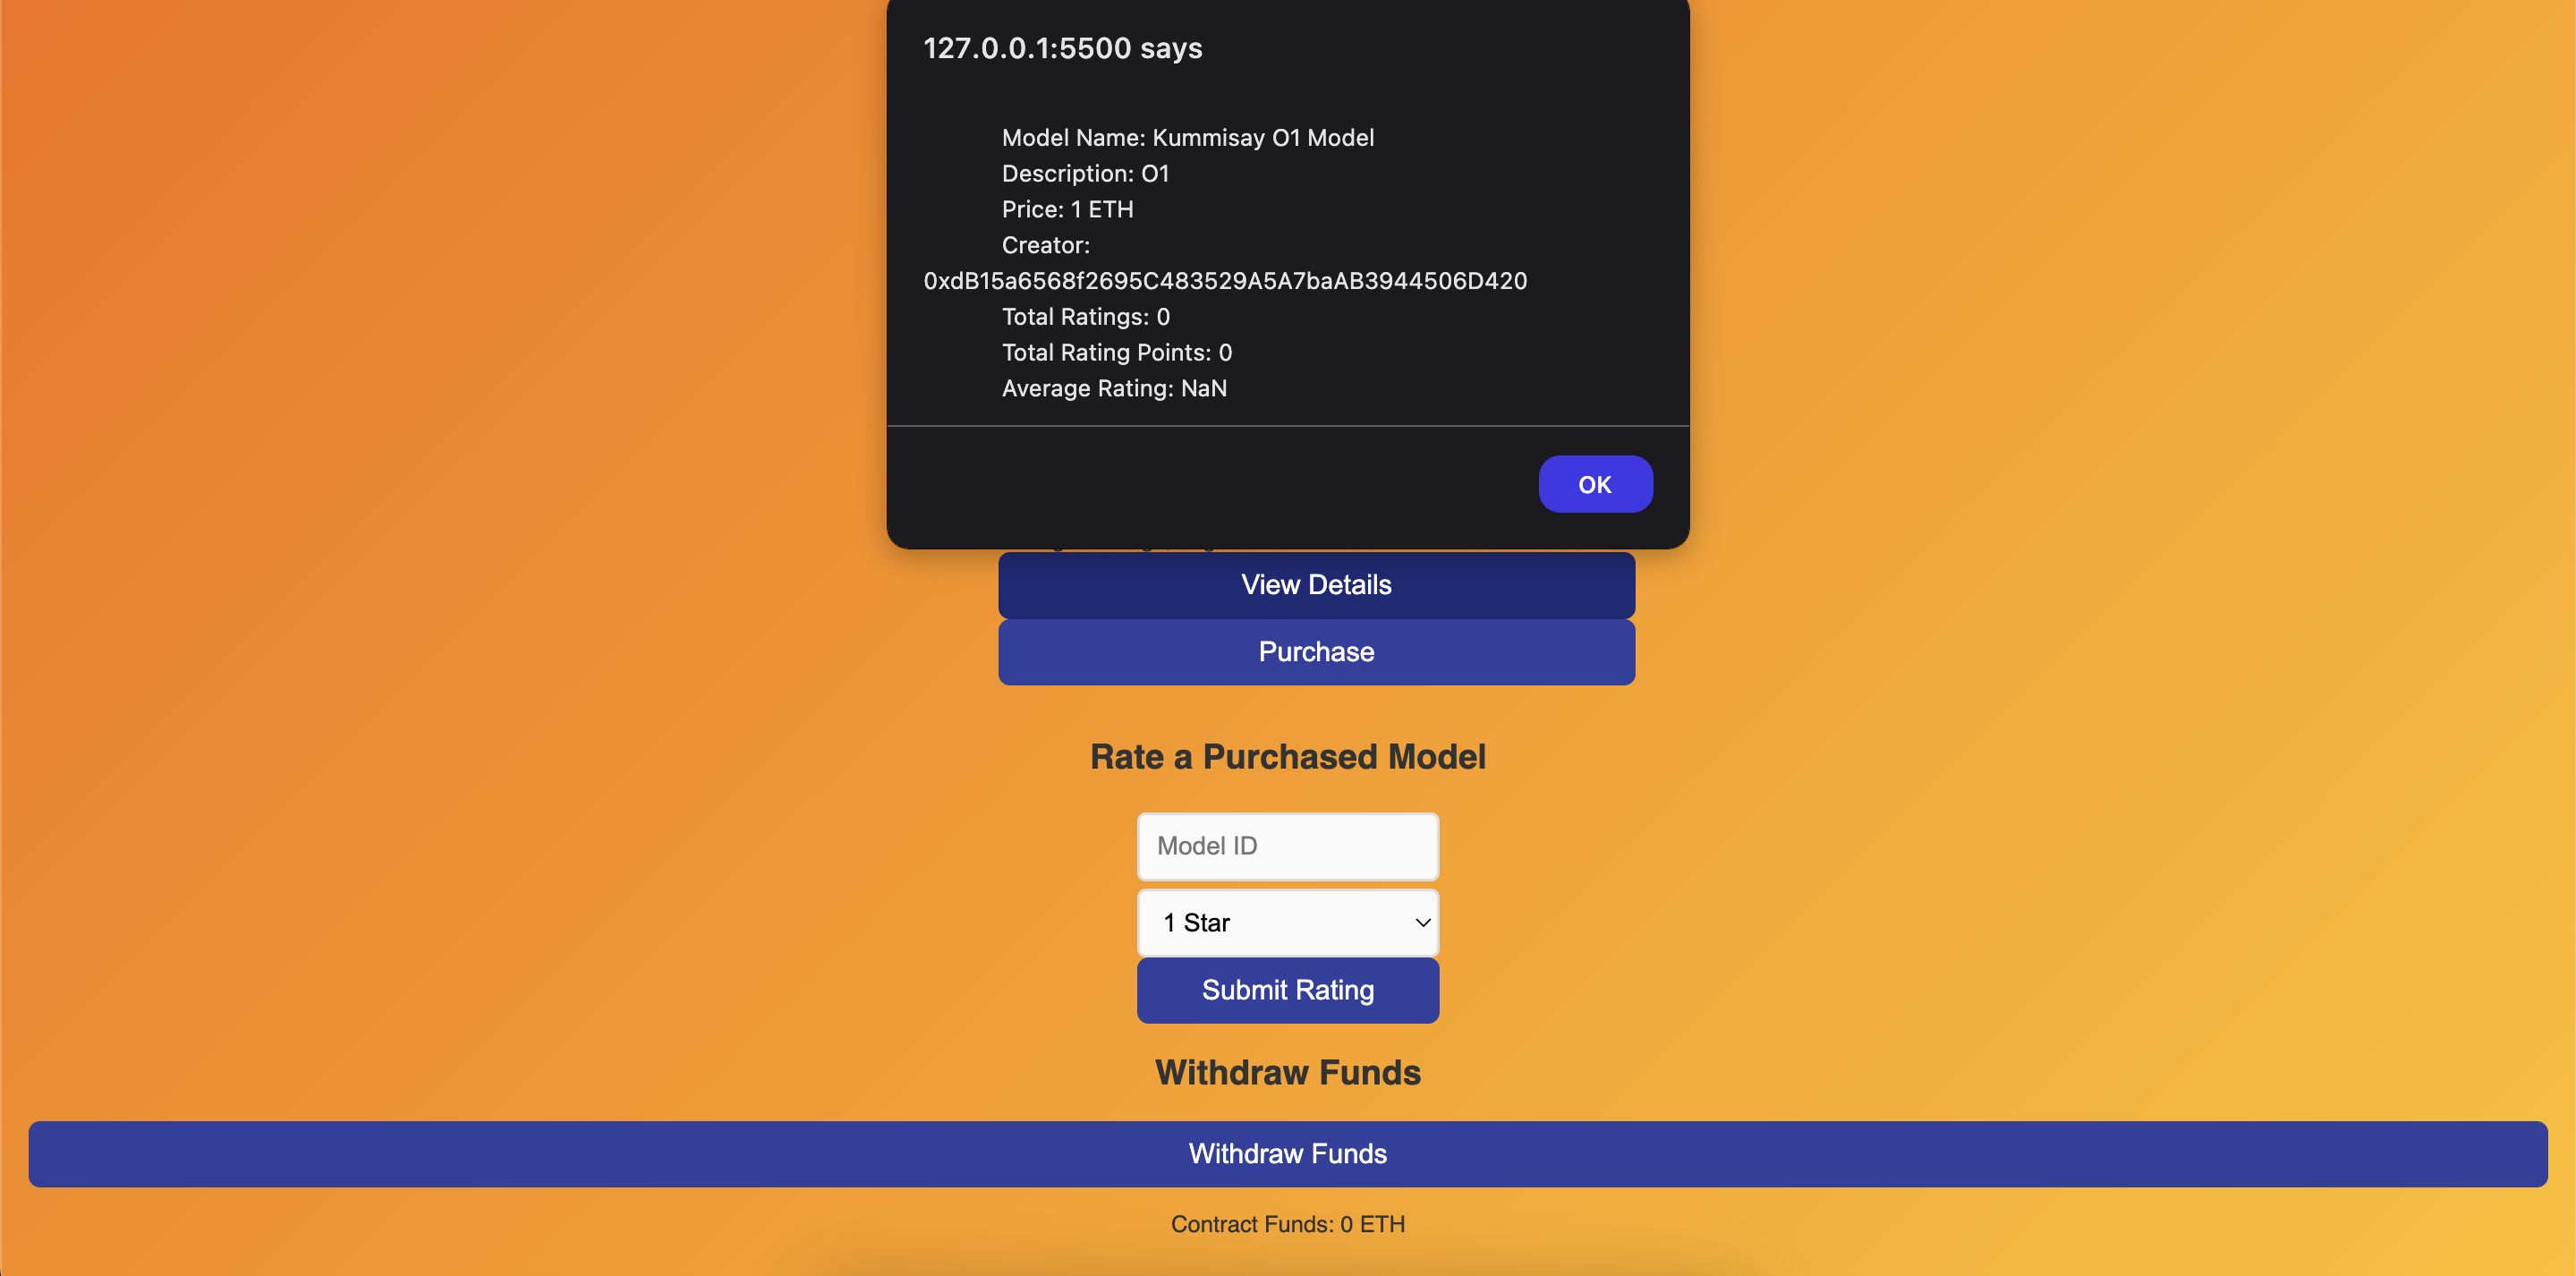 127.0.0.1:5500 says
Model Name: Kummisay O1 Model
Description: O1
Price: 1 ETH
Creator:
0xdB15a6568f2695C483529A5A7baAB3944506D420
Total Ratings: 0
Total Rating Points: 0
Average Rating: NaN
OK
View Details
Purchase
Rate a Purchased Model
Model ID
1 Star
Submit Rating
Withdraw Funds
Withdraw Funds
Contract Funds: 0 ETH